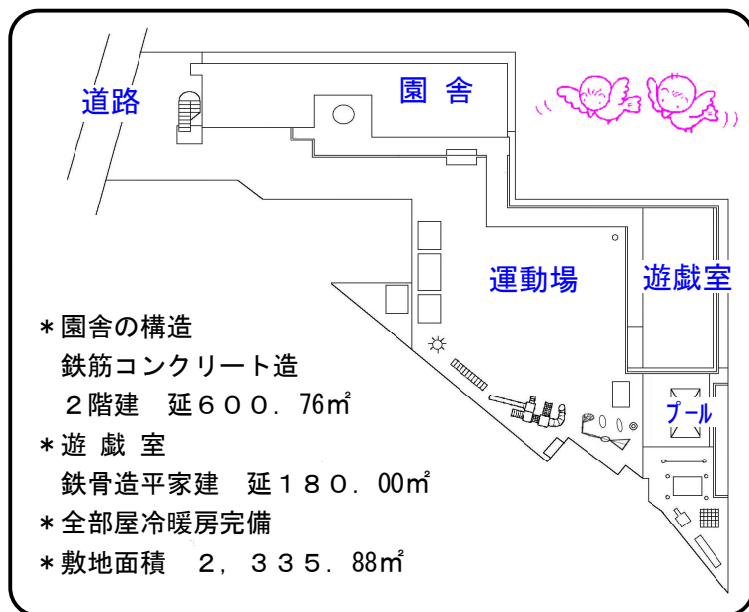 道路
園 舎
運動場
遊戯室
プール
＊園舎の構造
鉄筋コンクリート造
２階建　延６００．76㎡
＊遊 戯 室
鉄骨造平家建　延１８０．00㎡
＊全部屋冷暖房完備
＊敷地面積　２，３３５．88㎡